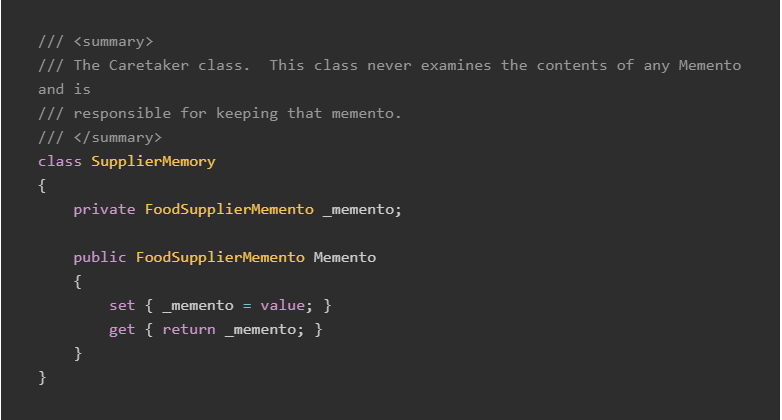 /// <summary>
/// The Caretaker class.  This class never examines the contents of any Memento
and is
/// responsible for keeping that memento.
/// </summary>
class SupplierMemory
{
    private FoodSupplierMemento _memento;

    public FoodSupplierMemento Memento
    {
        set { _memento = value; }
        get { return _memento; }
    }
}